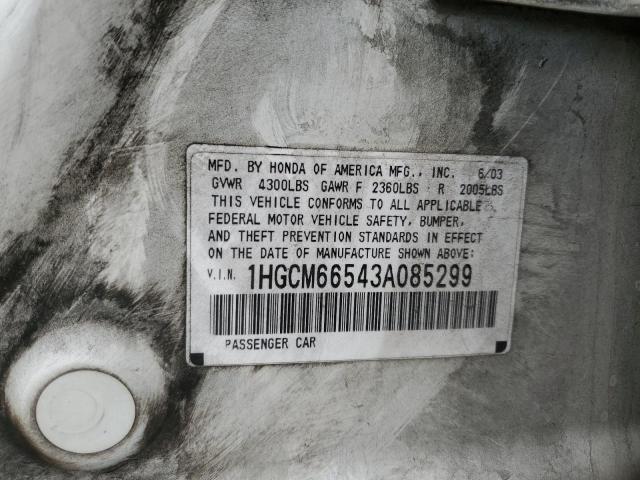 MFD. BY HONDA OF AMERICA MFG., INC. 6/03
GVWR 4300LBS GAWR F 2360LBS R 2005LBS
THIS VEHICLE CONFORMS TO ALL APPLICABLE
FEDERAL MOTOR VEHICLE SAFETY, BUMPER,
AND THEFT PREVENTION STANDARDS IN EFFECT
ON THE DATE OF MANUFACTURE SHOWN ABOVE:
V.I.N. 1HGCM66543A085299
PASSENGER CAR